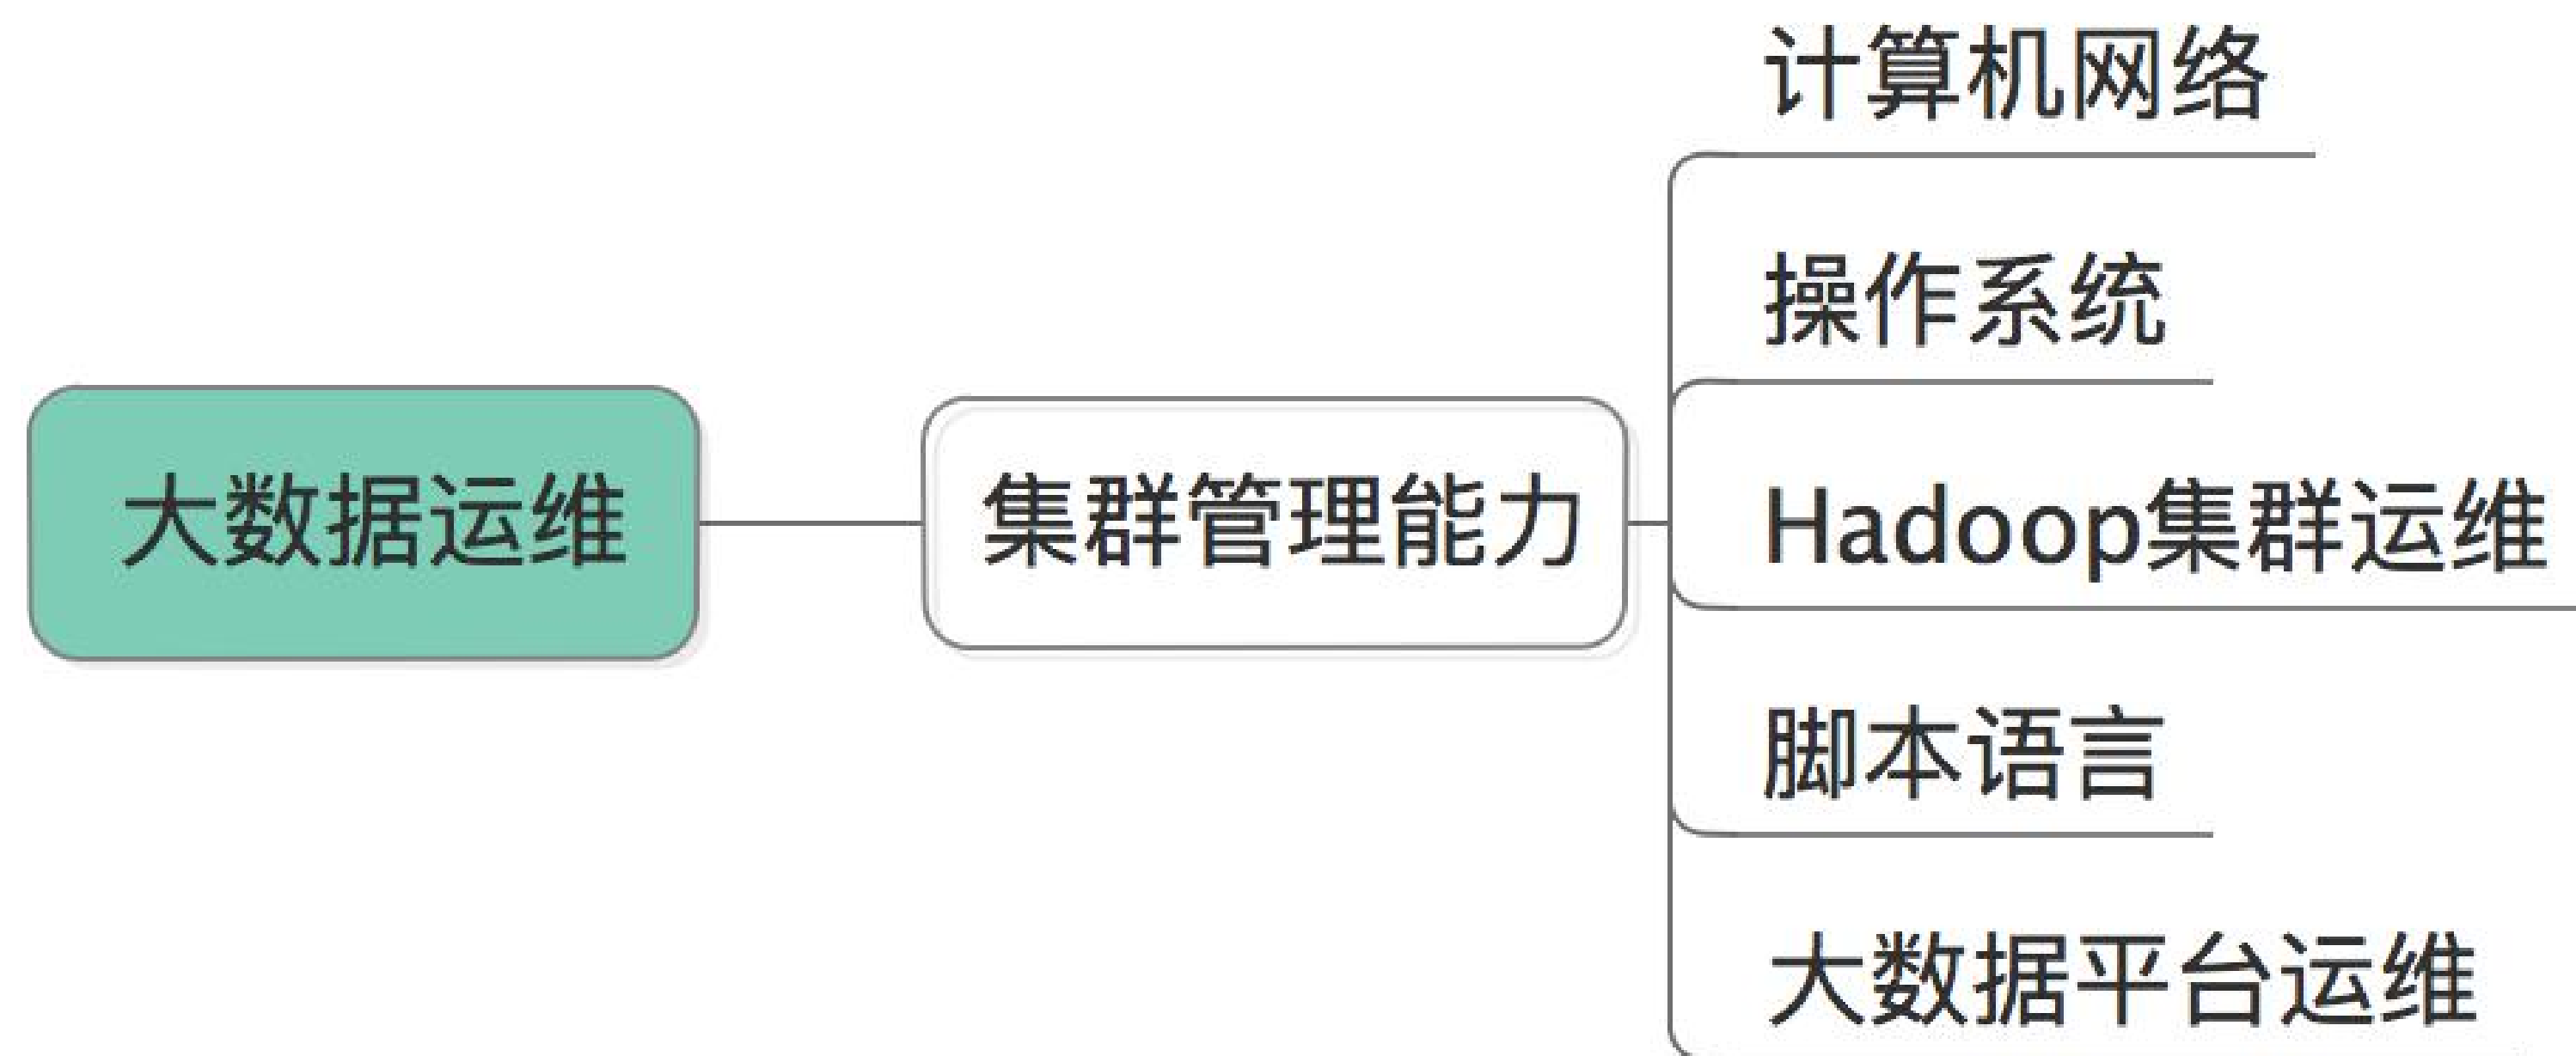 大数据运维
集群管理能力
计算机网络
操作系统
Hadoop集群运维
脚本语言
大数据平台运维